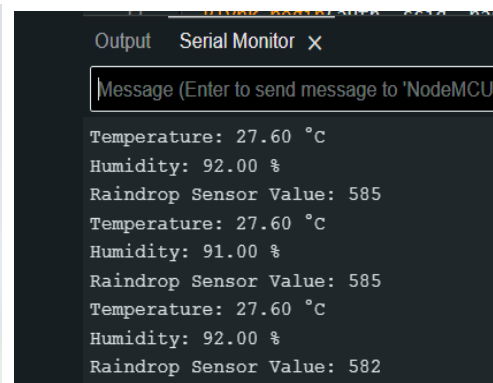 Output Serial Monitor ×
Message (Enter to send message to 'NodeMCU
Temperature: 27.60 °C
Humidity: 92.00 %
Raindrop Sensor Value: 585
Temperature: 27.60 °C
Humidity: 91.00 %
Raindrop Sensor Value: 585
Temperature: 27.60 °C
Humidity: 92.00 %
Raindrop Sensor Value: 582